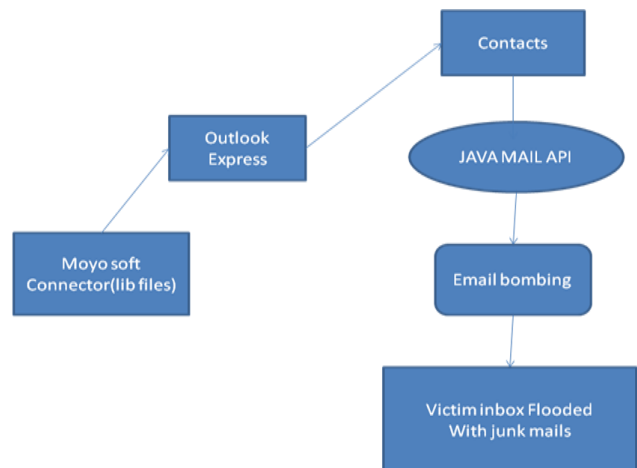 Contacts
Outlook
Express
JAVA MAIL API
Moyo soft
Connector(lib files)
Email bombing
Victim inbox Flooded
With junk mails